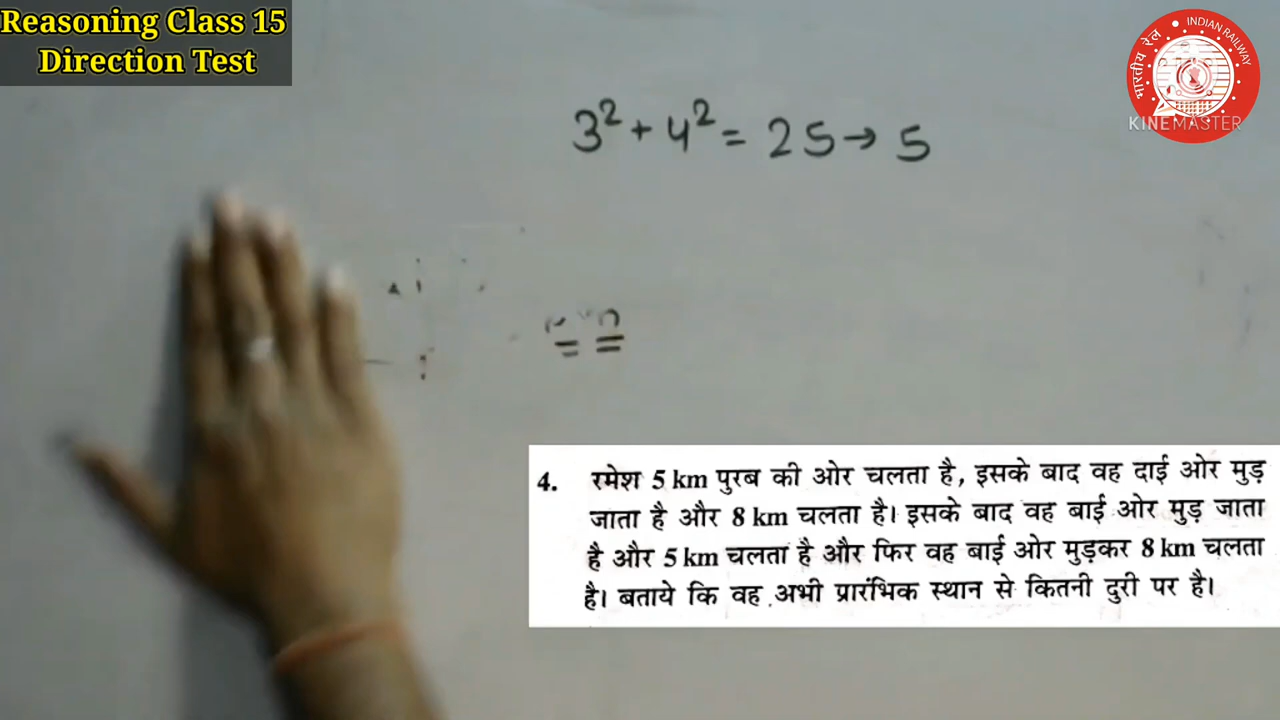 Reasoning Class 15
Direction Test
भारतीय रेल
INDIAN RAILWAY
KINEMASTER
3² + 4² = 25 → 5
4. रमेश 5 km पुरब की ओर चलता है, इसके बाद वह दाई ओर मुड़
जाता है और 8 km चलता है। इसके बाद वह बाई ओर मुड़ जाता
है और 5 km चलता है और फिर वह बाई ओर मुड़कर 8 km चलता
है। बताये कि वह अभी प्रारंभिक स्थान से कितनी दुरी पर है।